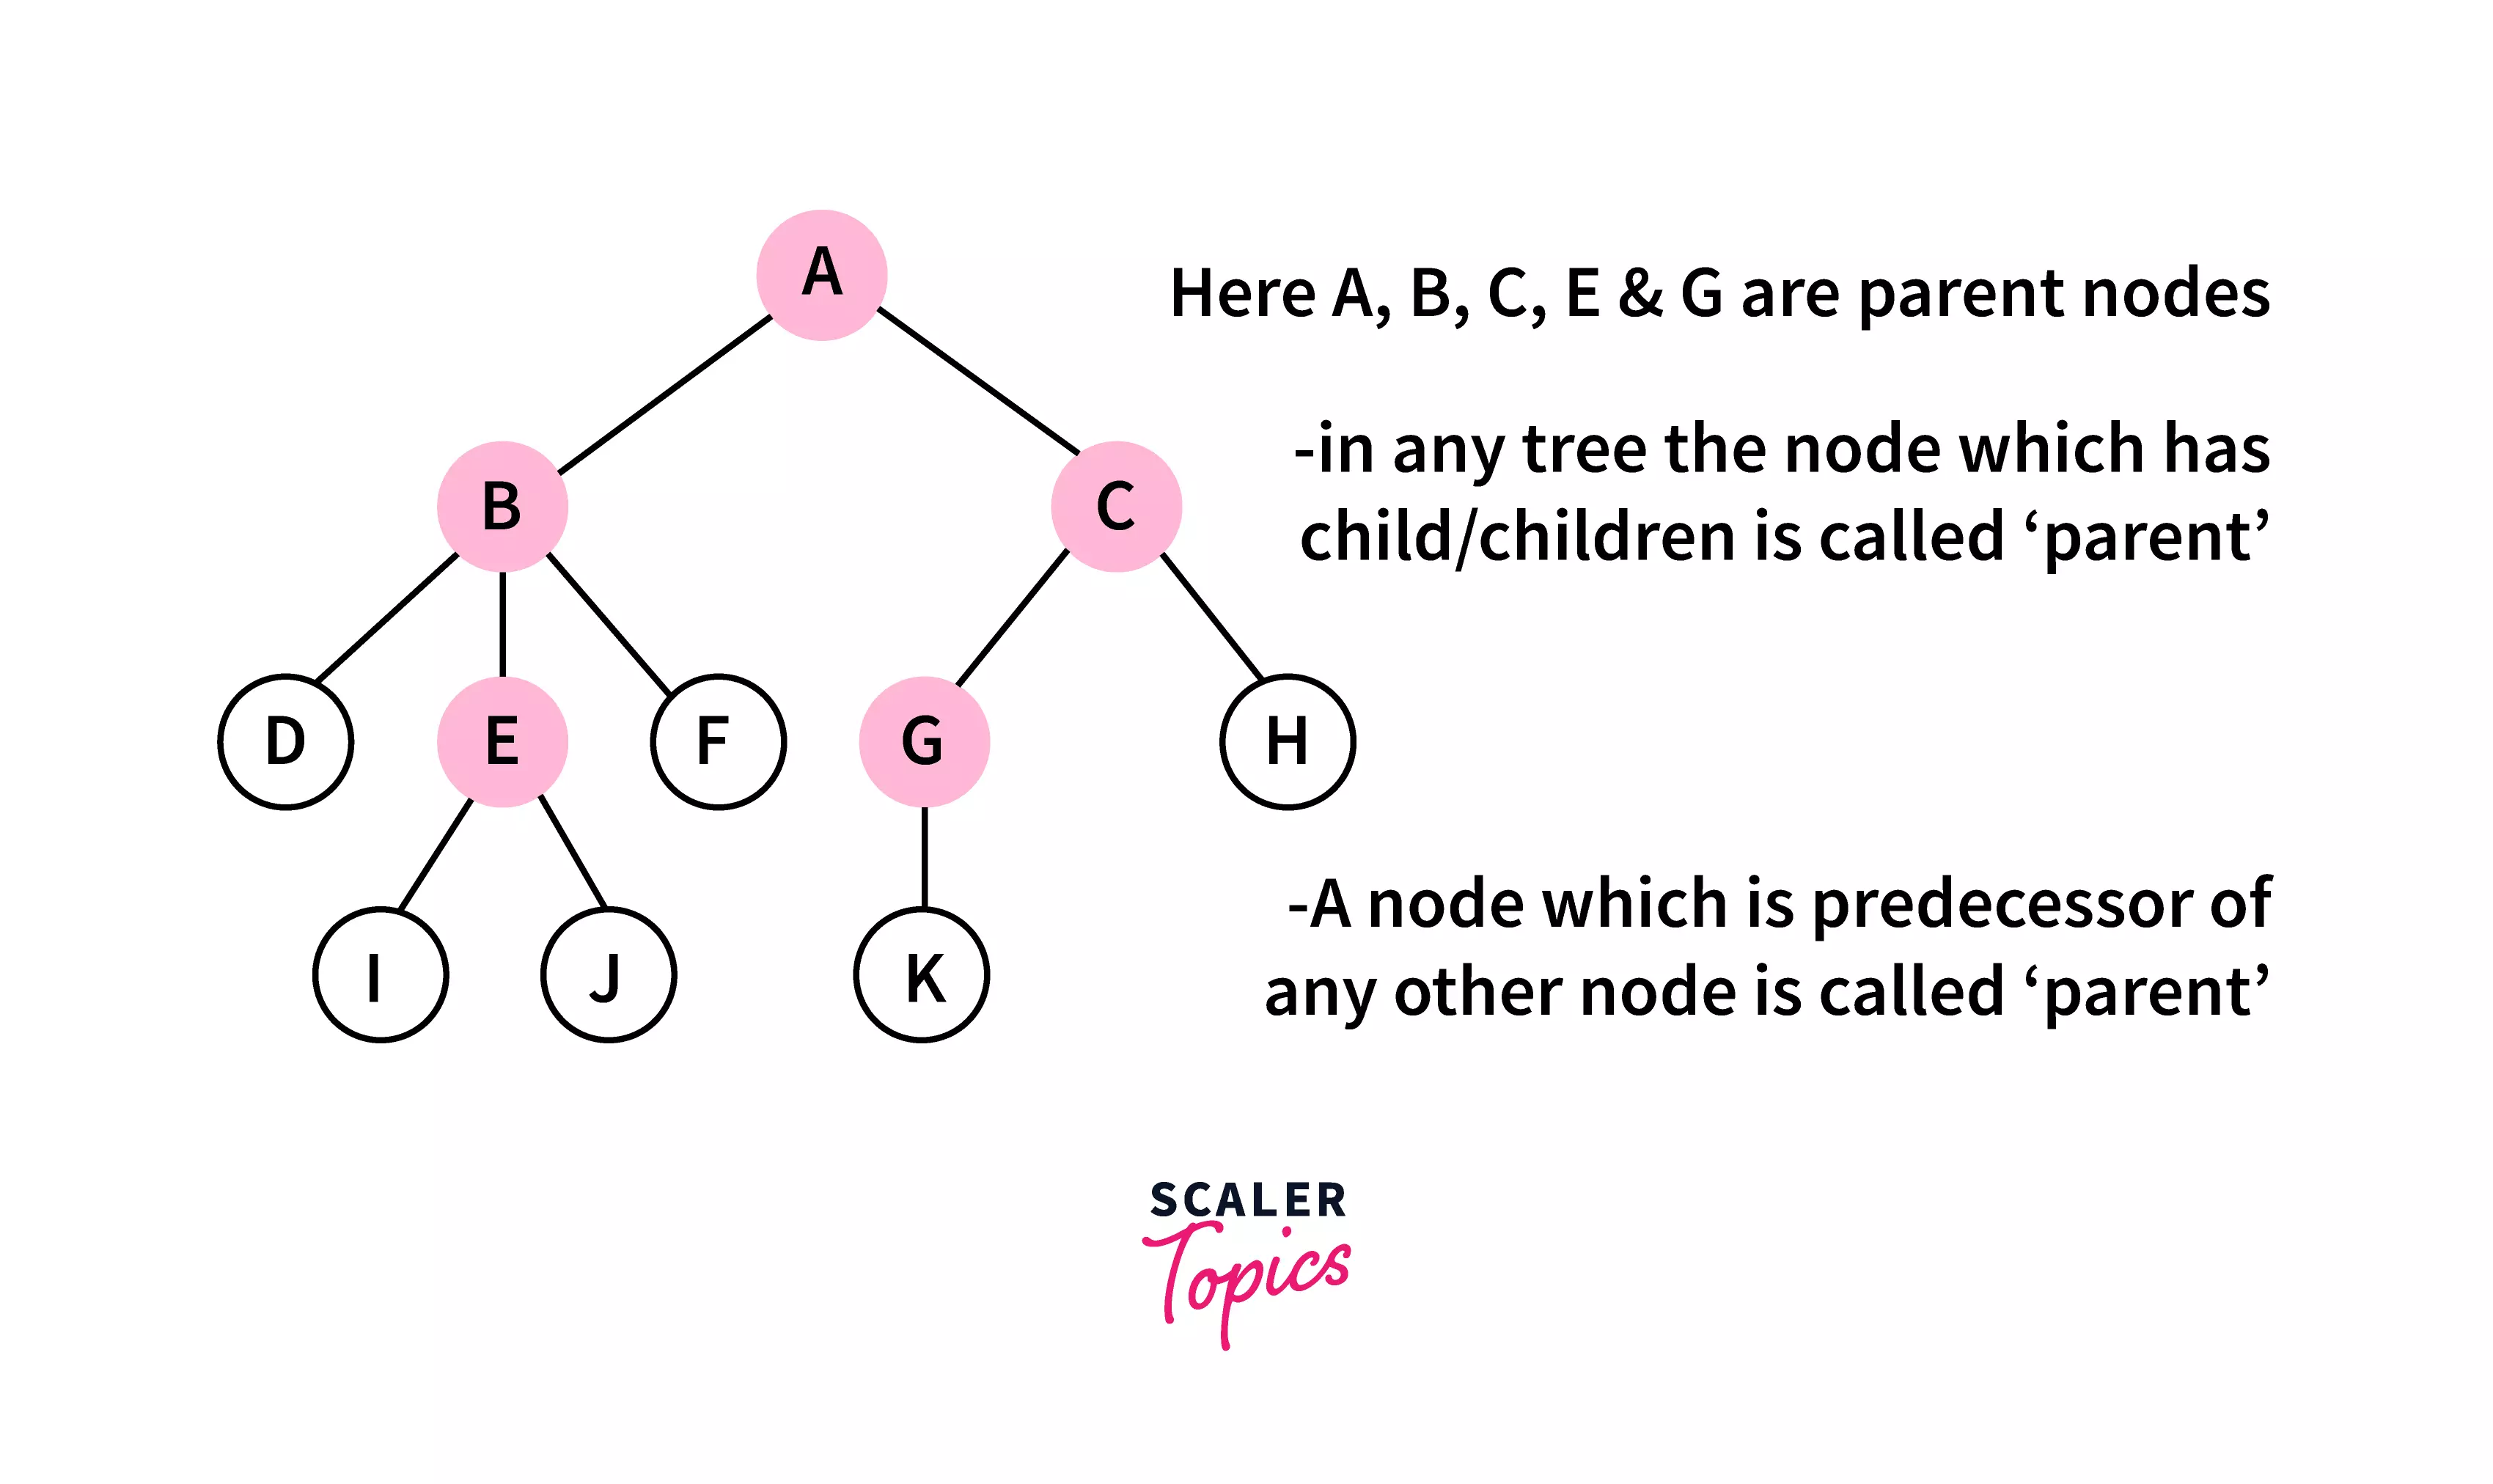 A
Here A, B, C, E & G are parent nodes
-in any tree the node which has
child/children is called ‘parent’
B
C
D
E
F
G
H
-A node which is predecessor of
any other node is called ‘parent’
I
J
K
SCALER
Topics